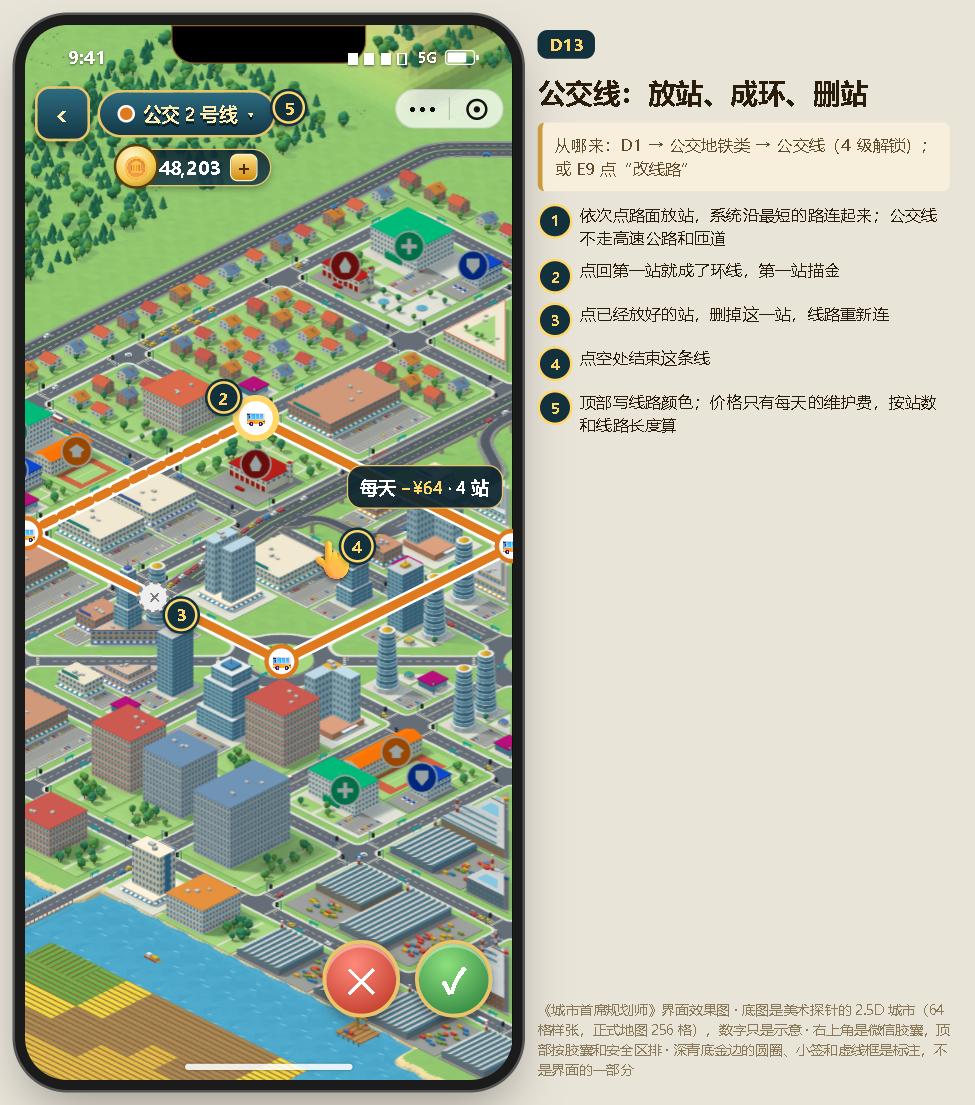 9:41
5G
公交 2 号线
5
48,203
+
2
每天 -¥64 · 4 站
4
3
D13
公交线：放站、成环、删站
从哪来：D1 → 公交地铁类 → 公交线（4 级解锁）；
或 E9 点“改线路”
1 依次点路面放站，系统沿最短的路连起来；公交线
不走高速公路和匝道
2 点回第一站就成了环线，第一站描金
3 点已经放好的站，删掉这一站，线路重新连
4 点空处结束这条线
5 顶部写线路颜色；价格只有每天的维护费，按站数
和线路长度算
《城市首席规划师》界面效果图 · 底图是美术探针的 2.5D 城市（64
格样张，正式地图 256 格），数字只是示意 · 右上角是微信胶囊，顶
部按胶囊和安全区排 · 深青底金边的圆圈、小签和虚线框是标注，不
是界面的一部分